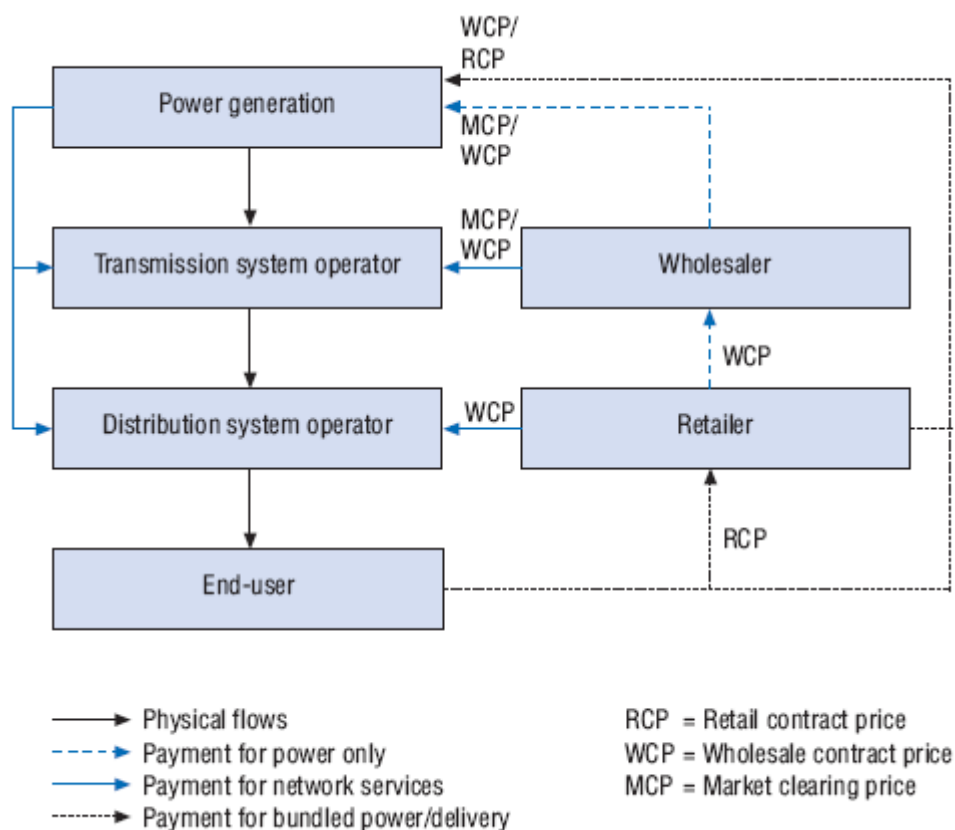 WCP/
RCP
Power generation
MCP/
WCP
MCP/
WCP
Transmission system operator
Wholesaler
WCP
Distribution system operator
WCP
Retailer
RCP
End-user
Physical flows
Payment for power only
Payment for network services
Payment for bundled power/delivery
RCP = Retail contract price
WCP = Wholesale contract price
MCP = Market clearing price